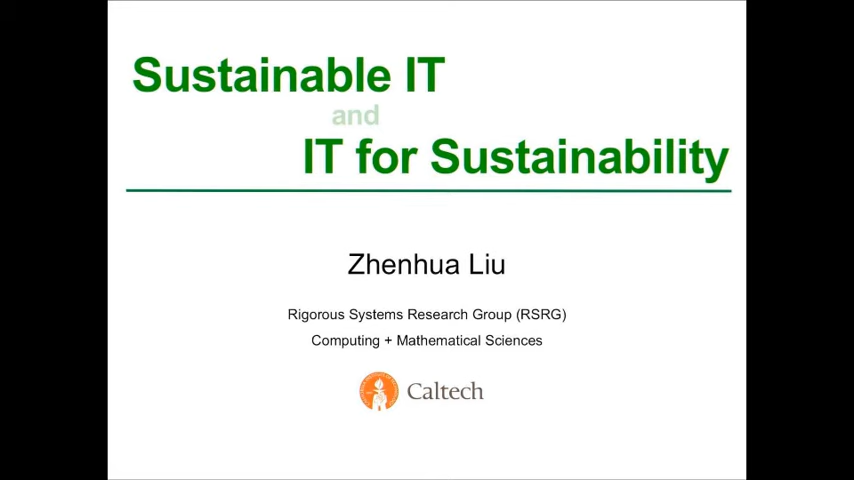 Sustainable IT
and
IT for Sustainability
Zhenhua Liu
Rigorous Systems Research Group (RSRG)
Computing + Mathematical Sciences
Caltech